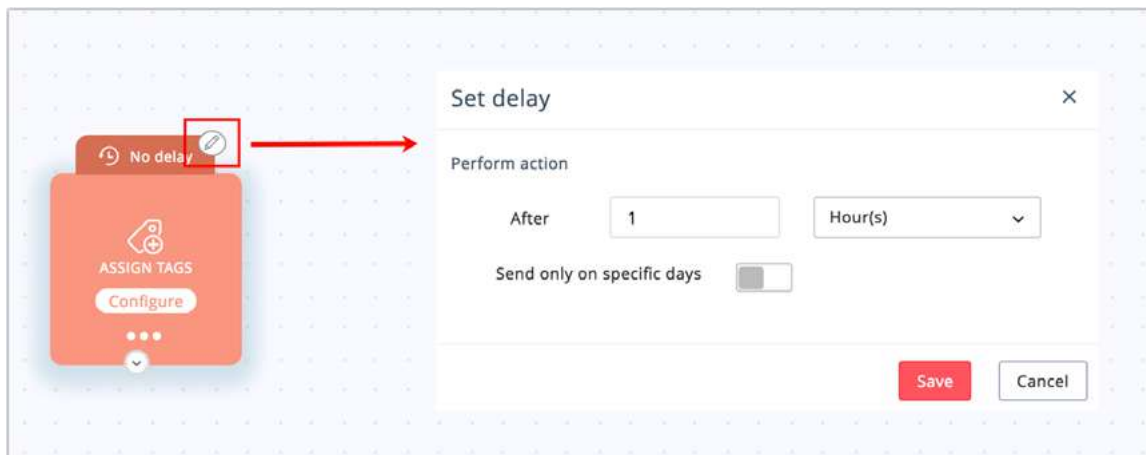 Set delay
No delay
Perform action
After 1 Hour(s)
ASSIGN TAGS
Send only on specific days
Configure
Save Cancel